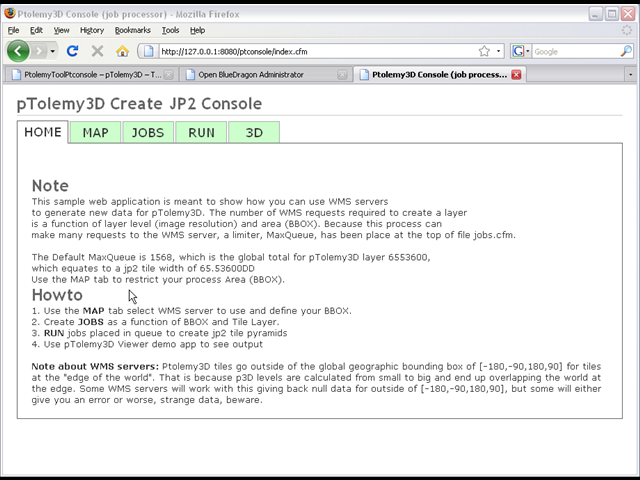 Ptolemy3D Console (job processor) - Mozilla Firefox
File Edit View History Bookmarks Tools Help
http://127.0.0.1:8080/ptconsole/index.cfm
Google
PtolemyToolPtconsole – pTolemy3D – T...
Open BlueDragon Administrator
Ptolemy3D Console (job process...
pTolemy3D Create JP2 Console
HOME MAP JOBS RUN 3D
Note
This sample web application is meant to show how you can use WMS servers
to generate new data for pTolemy3D. The number of WMS requests required to create a layer
is a function of layer level (image resolution) and area (BBOX). Because this process can
make many requests to the WMS server, a limiter, MaxQueue, has been place at the top of file jobs.cfm.
The Default MaxQueue is 1568, which is the global total for pTolemy3D layer 6553600,
which equates to a jp2 tile width of 65.53600DD
Use the MAP tab to restrict your process Area (BBOX).
Howto
1. Use the MAP tab select WMS server to use and define your BBOX.
2. Create JOBS as a function of BBOX and Tile Layer.
3. RUN jobs placed in queue to create jp2 tile pyramids
4. Use pTolemy3D Viewer demo app to see output
Note about WMS servers: Ptolemy3D tiles go outside of the global geographic bounding box of [-180,-90,180,90] for tiles
at the "edge of the world". That is because p3D levels are calculated from small to big and end up overlapping the world at
the edge. Some WMS servers will work with this giving back null data for outside of [-180,-90,180,90], but some will either
give you an error or worse, strange data, beware.